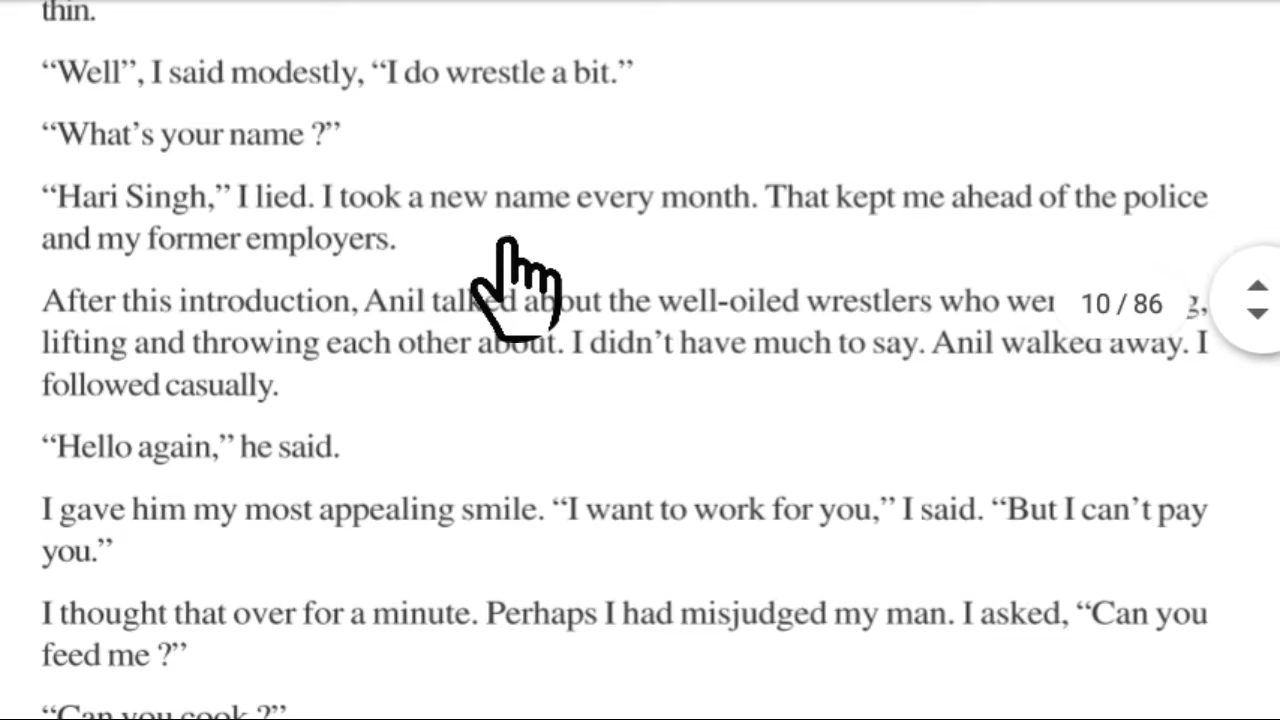 thin.
“Well”, I said modestly, “I do wrestle a bit.”
“What’s your name ?”
“Hari Singh,” I lied. I took a new name every month. That kept me ahead of the police
and my former employers.
After this introduction, Anil talked about the well-oiled wrestlers who 10 / 86
lifting and throwing each other about. I didn’t have much to say. Anil walked away. I
followed casually.
“Hello again,” he said.
I gave him my most appealing smile. “I want to work for you,” I said. “But I can’t pay
you.”
I thought that over for a minute. Perhaps I had misjudged my man. I asked, “Can you
feed me ?”
“Can you cook ?”